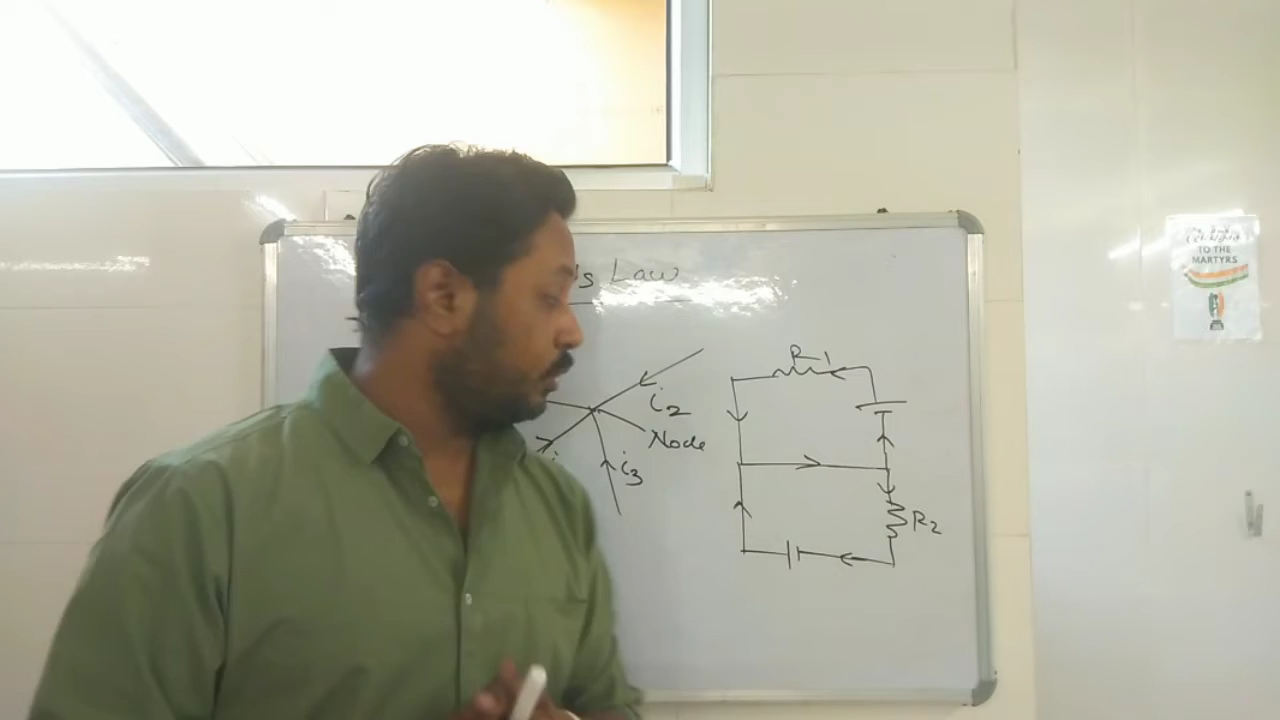 's Law
R1
i2
Node
i3
R2
TO THE
MARTYRS